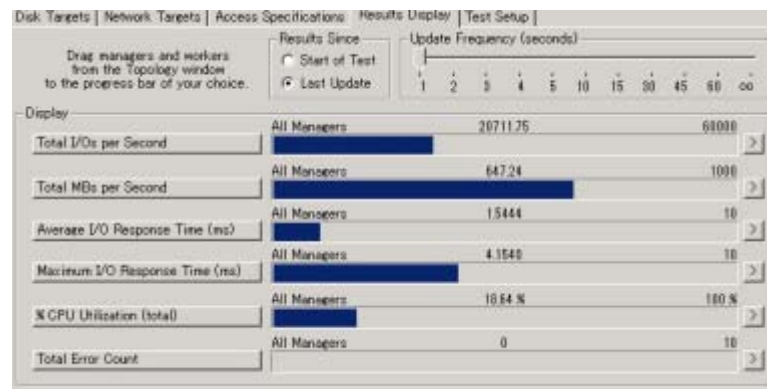 Disk Targets | Network Targets | Access Specifications | Results Display | Test Setup
Drag managers and workers
from the Topology window
to the progress bar of your choice.
Results Since
Start of Test
Last Update
Update Frequency (seconds)
1 2 3 4 5 10 15 30 45 60 oo
Display
All Managers 20711.75 60000
Total I/Os per Second >
All Managers 647.24 1000
Total MBs per Second >
All Managers 1.5444 10
Average I/O Response Time (ms) >
All Managers 4.1540 10
Maximum I/O Response Time (ms) >
All Managers 18.64 % 100 %
% CPU Utilization (total) >
All Managers 0 10
Total Error Count >